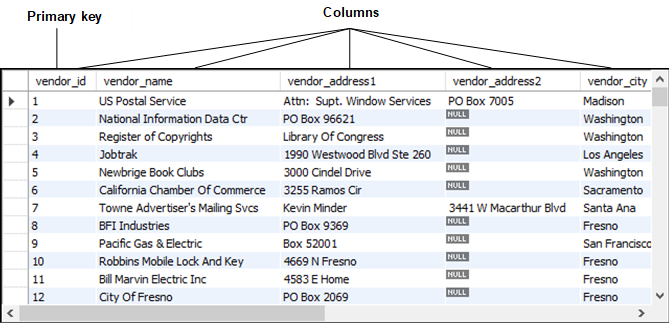 Primary key Columns
vendor_id vendor_name vendor_address1 vendor_address2 vendor_city
1 US Postal Service Attn: Supt. Window Services PO Box 7005 Madison
2 National Information Data Ctr PO Box 96621 NULL Washington
3 Register of Copyrights Library Of Congress NULL Washington
4 Jobtrak 1990 Westwood Blvd Ste 260 NULL Los Angeles
5 Newbrige Book Clubs 3000 Cindel Drive NULL Washington
6 California Chamber Of Commerce 3255 Ramos Cir NULL Sacramento
7 Towne Advertiser's Mailing Svcs Kevin Minder 3441 W Macarthur Blvd Santa Ana
8 BFI Industries PO Box 9369 NULL Fresno
9 Pacific Gas & Electric Box 52001 NULL San Francisco
10 Robbins Mobile Lock And Key 4669 N Fresno NULL Fresno
11 Bill Marvin Electric Inc 4583 E Home NULL Fresno
12 City Of Fresno PO Box 2069 NULL Fresno